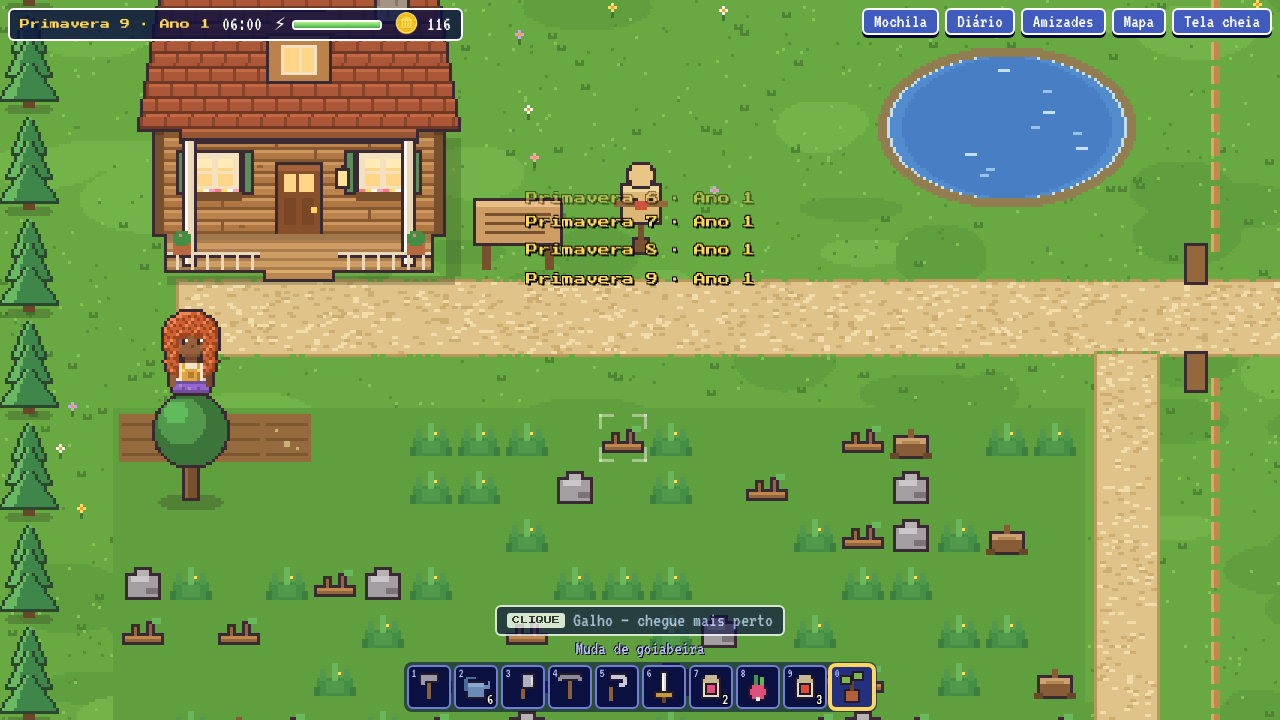 Primavera 9 · Ano 1 06:00 116
Mochila Diário Amizades Mapa Tela cheia
Primavera 6 · Ano 1
Primavera 7 · Ano 1
Primavera 8 · Ano 1
Primavera 9 · Ano 1
CLIQUE Galho — chegue mais perto
Muda de goiabeira
1 2 3 4 5 6 7 8 9 0
6 2 3